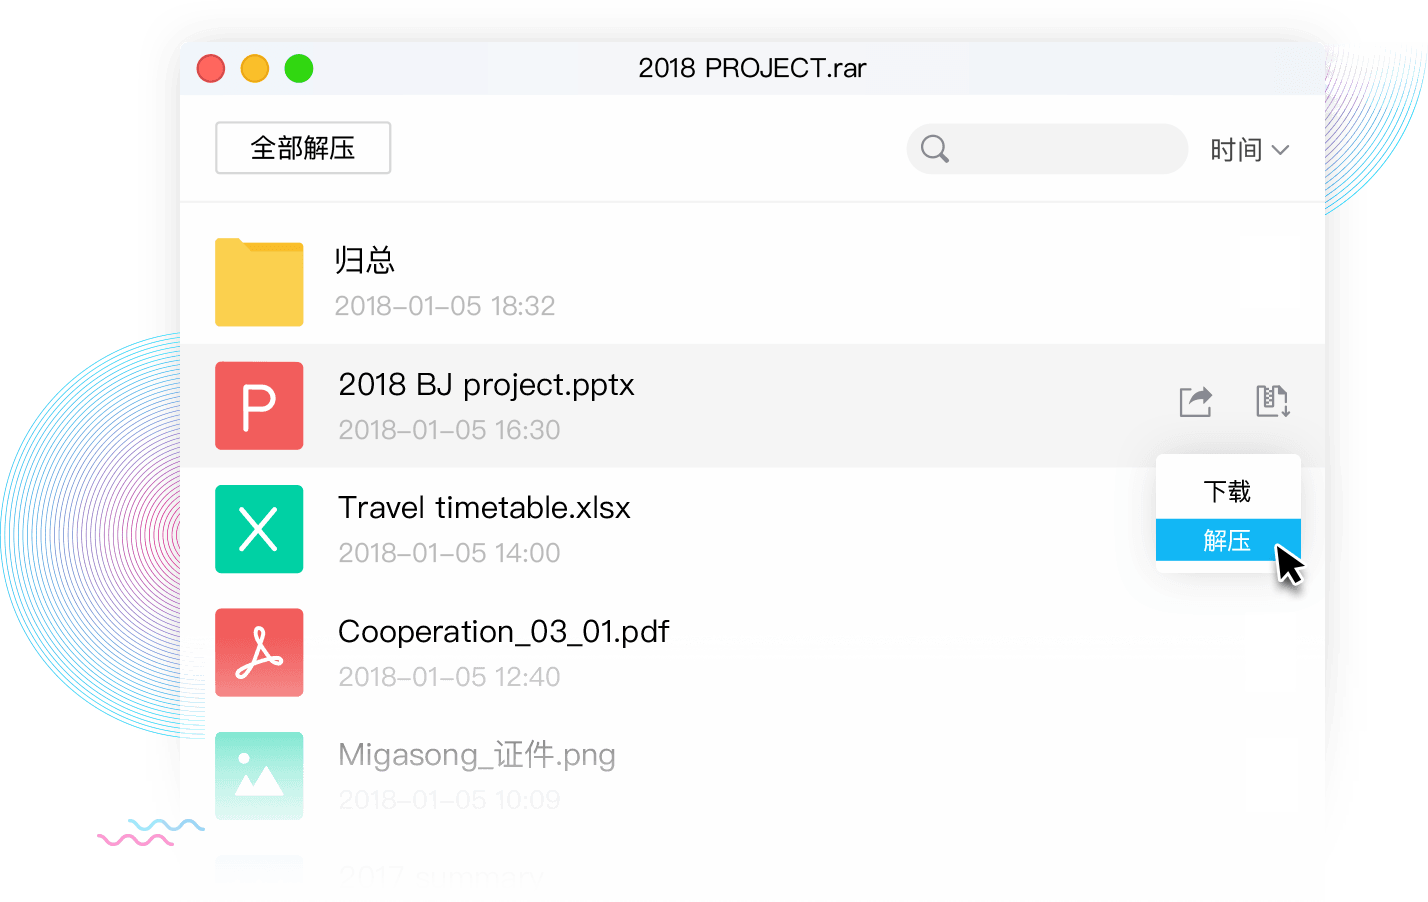 2018 PROJECT.rar
全部解压
时间
归总
2018-01-05 18:32
2018 BJ project.pptx
2018-01-05 16:30
下载
Travel timetable.xlsx
解压
2018-01-05 14:00
Cooperation_03_01.pdf
2018-01-05 12:40
Migasong_证件.png
2018-01-05 10:09
2017 summary